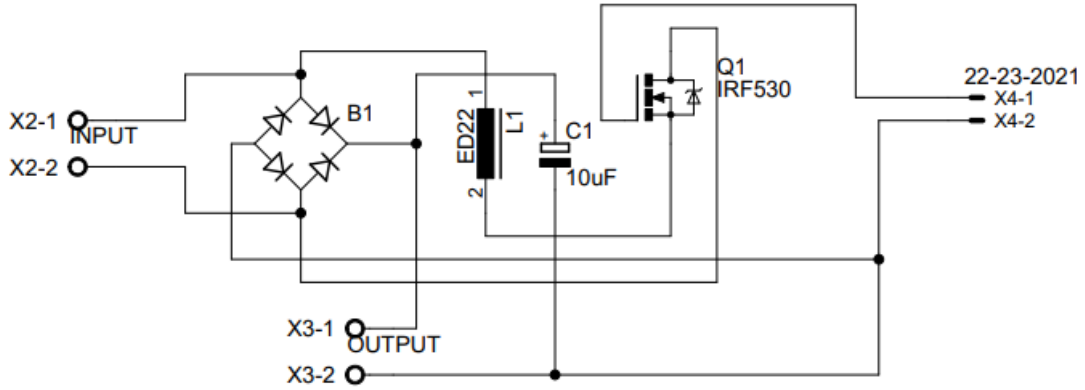 X2-1
INPUT
X2-2
B1
1
ED22
L1
2
+
C1
10uF
Q1
IRF530
22-23-2021
X4-1
X4-2
X3-1
OUTPUT
X3-2